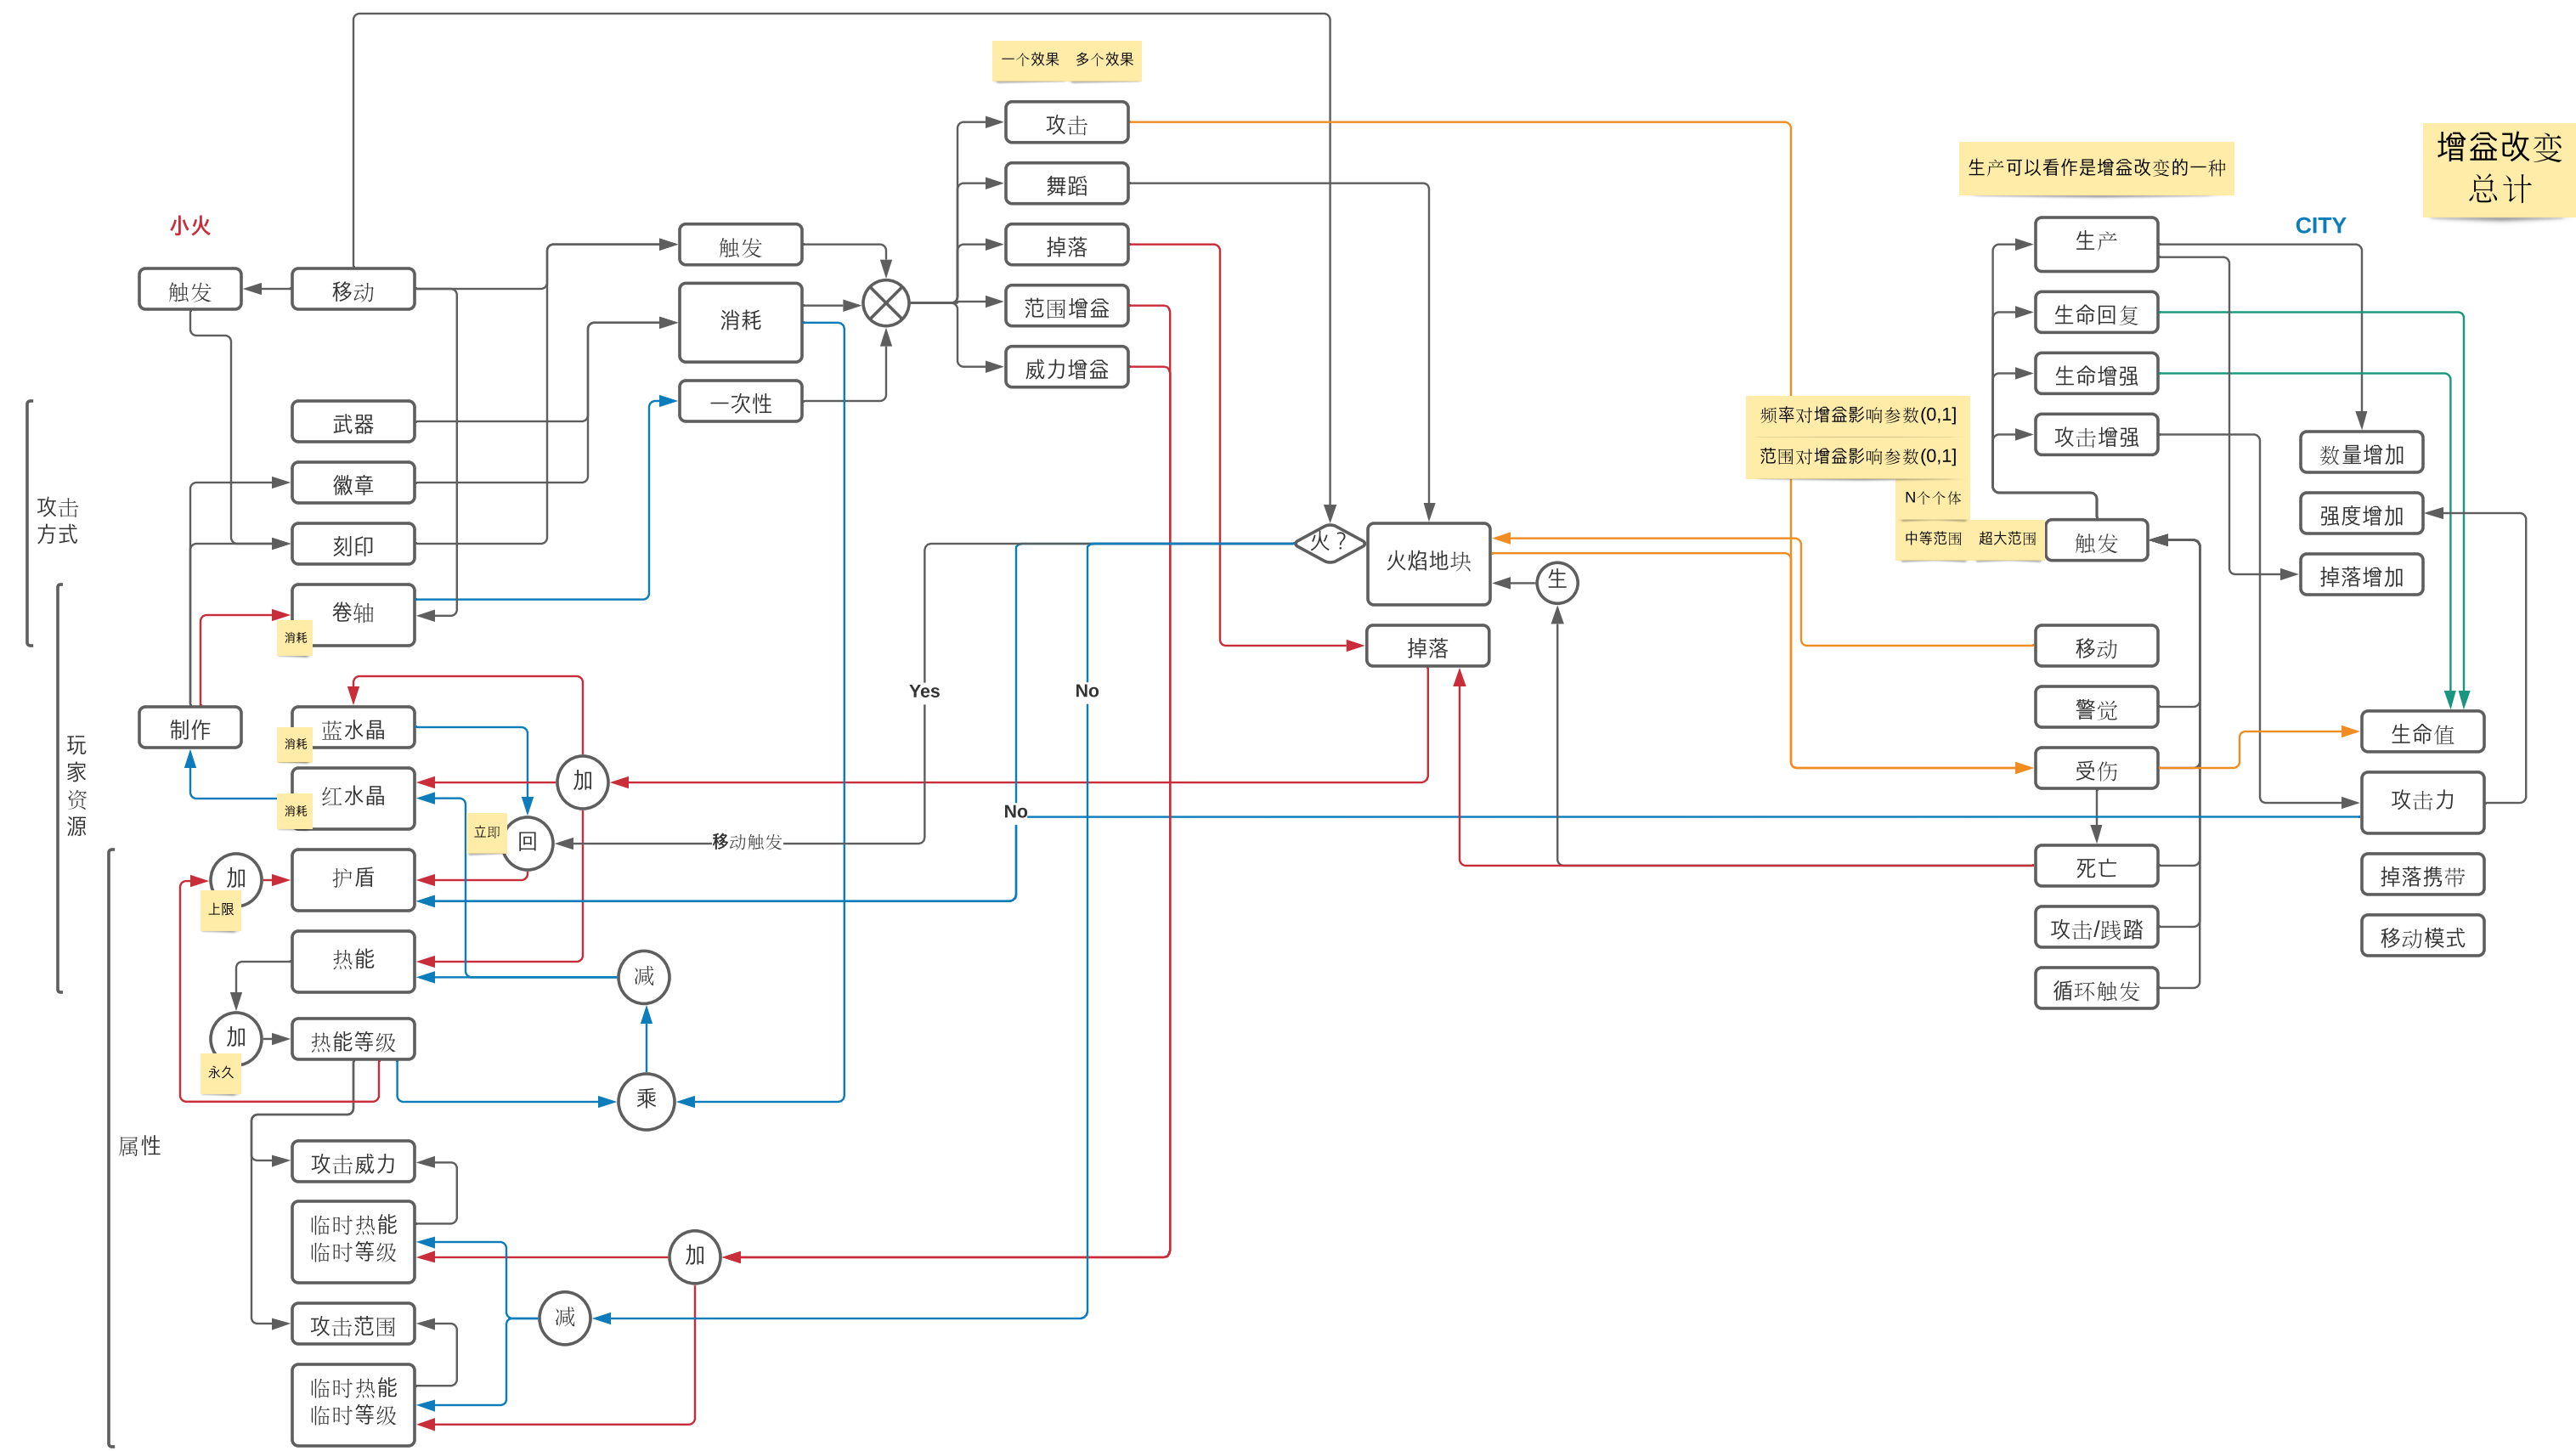 一个效果
多个效果
小火
触发
移动
触发
消耗
一次性
攻击
舞蹈
掉落
范围增益
威力增益
武器
徽章
刻印
卷轴
消耗
攻击
方式
玩
家
资
源
制作
蓝水晶
消耗
红水晶
消耗
加
立即
回
加
上限
护盾
热能
加
永久
热能等级
减
乘
属性
攻击威力
临时热能
临时等级
攻击范围
临时热能
临时等级
加
减
Yes
No
No
移动触发
火？
火焰地块
生
掉落
频率对增益影响参数(0,1]
范围对增益影响参数(0,1]
N个个体
中等范围
超大范围
触发
生产可以看作是增益改变的一种
增益改变
总计
CITY
生产
生命回复
生命增强
攻击增强
数量增加
强度增加
掉落增加
移动
警觉
受伤
死亡
攻击/践踏
循环触发
生命值
攻击力
掉落携带
移动模式